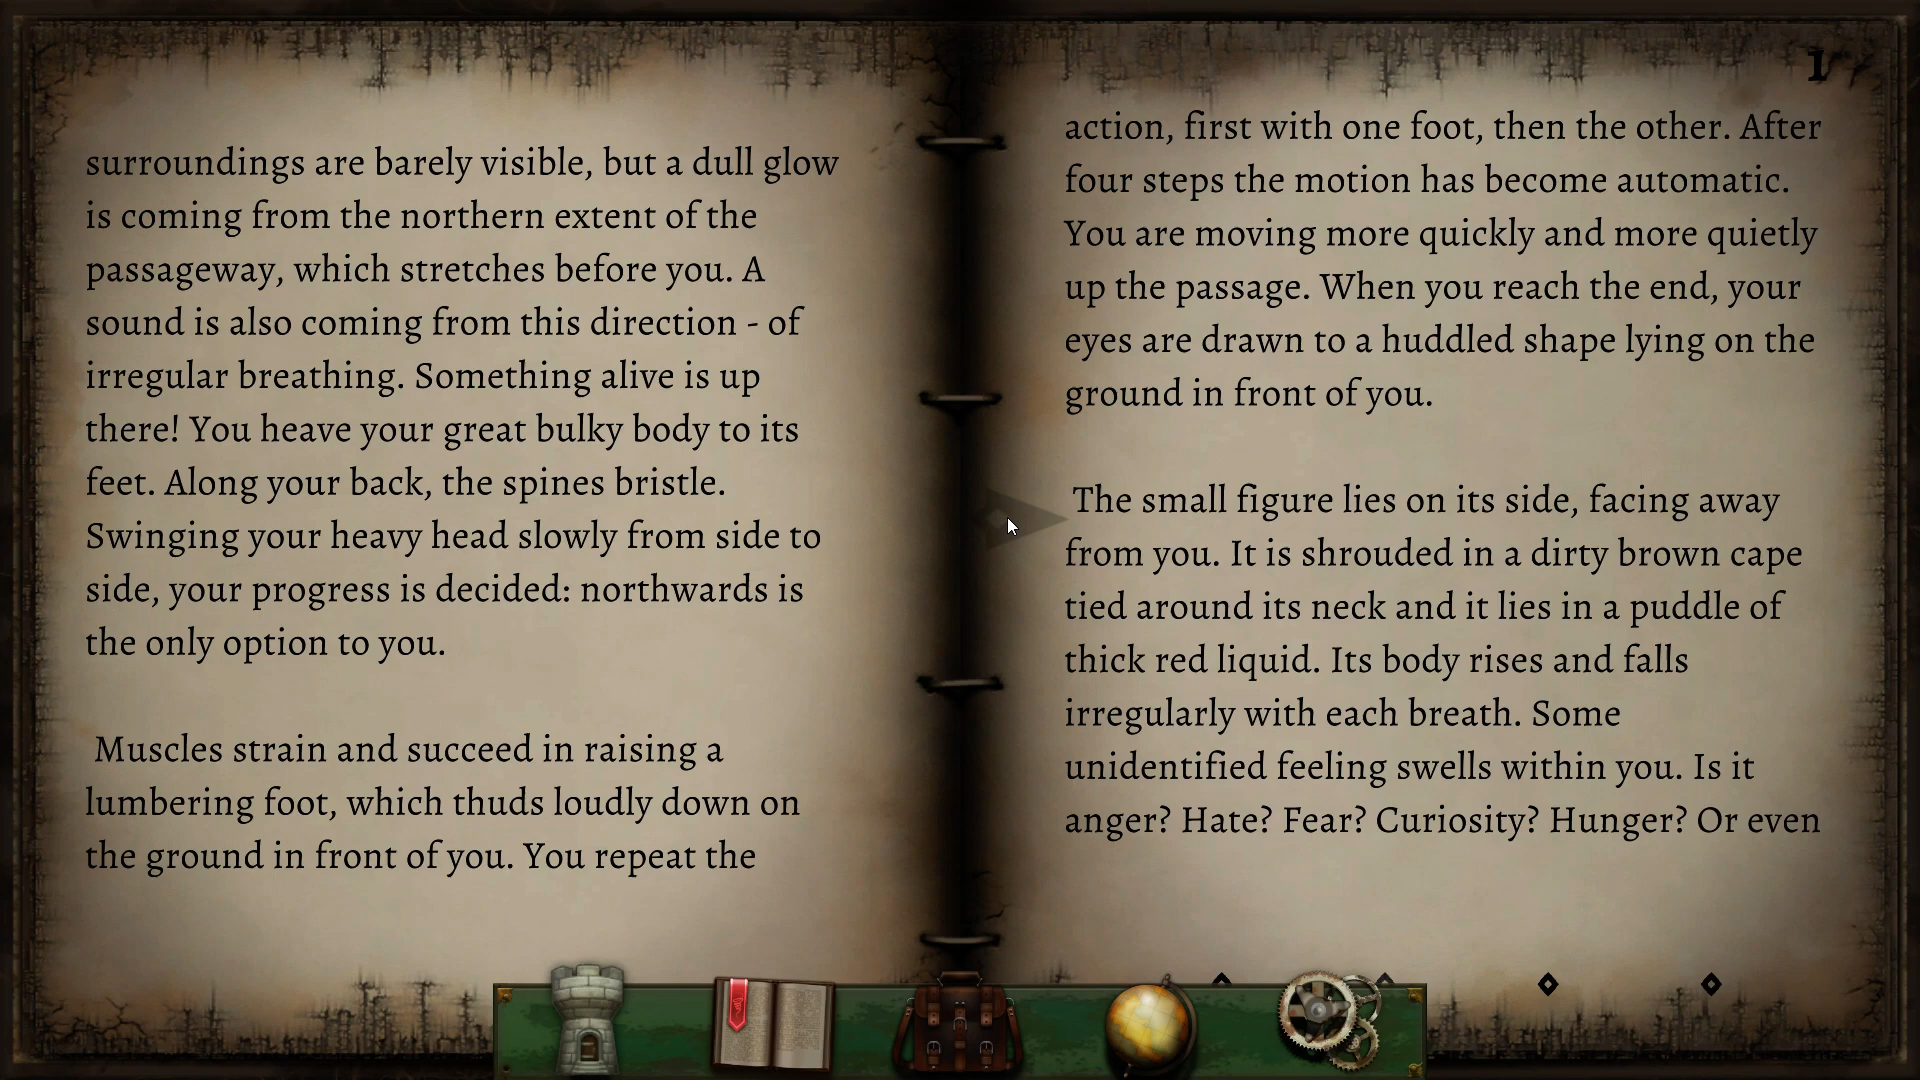 surroundings are barely visible, but a dull glow
is coming from the northern extent of the
passageway, which stretches before you. A
sound is also coming from this direction - of
irregular breathing. Something alive is up
there! You heave your great bulky body to its
feet. Along your back, the spines bristle.
Swinging your heavy head slowly from side to
side, your progress is decided: northwards is
the only option to you.
Muscles strain and succeed in raising a
lumbering foot, which thuds loudly down on
the ground in front of you. You repeat the
1
action, first with one foot, then the other. After
four steps the motion has become automatic.
You are moving more quickly and more quietly
up the passage. When you reach the end, your
eyes are drawn to a huddled shape lying on the
ground in front of you.
The small figure lies on its side, facing away
from you. It is shrouded in a dirty brown cape
tied around its neck and it lies in a puddle of
thick red liquid. Its body rises and falls
irregularly with each breath. Some
unidentified feeling swells within you. Is it
anger? Hate? Fear? Curiosity? Hunger? Or even